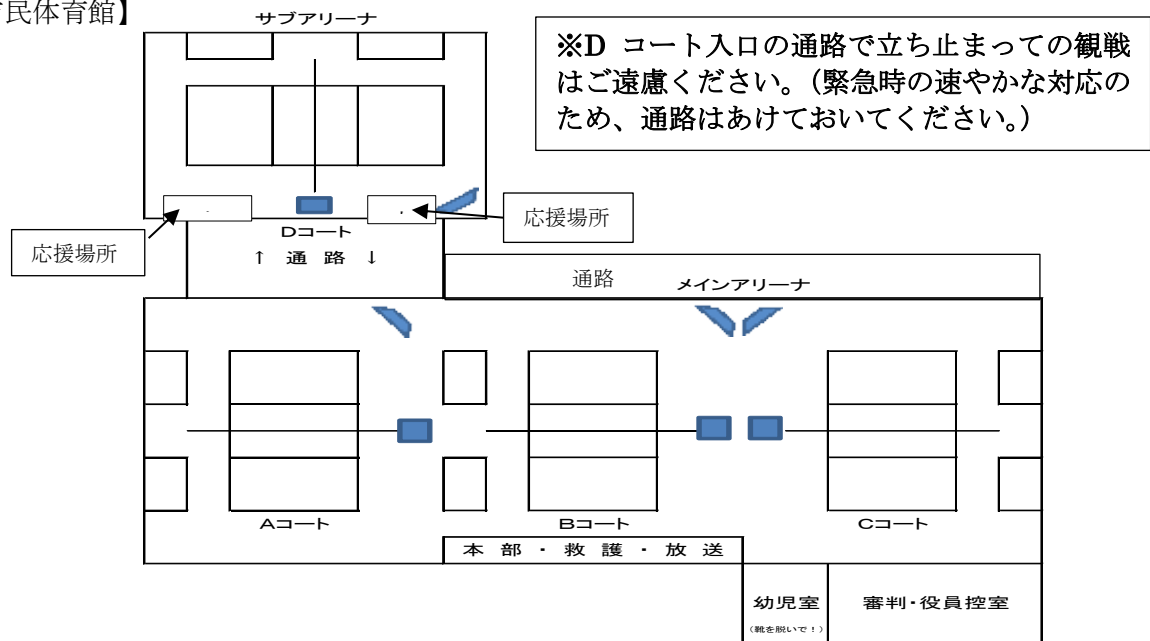 民体育館】
サブアリーナ
※D コート入口の通路で立ち止まっての観戦
はご遠慮ください。（緊急時の速やかな対応の
ため、通路はあけておいてください。）
応援場所
応援場所
Dコート
↑ 通 路 ↓
通路
メインアリーナ
Aコート
Bコート
Cコート
本 部 ・ 救 護 ・ 放 送
幼児室
（靴を脱いで！）
審判・役員控室